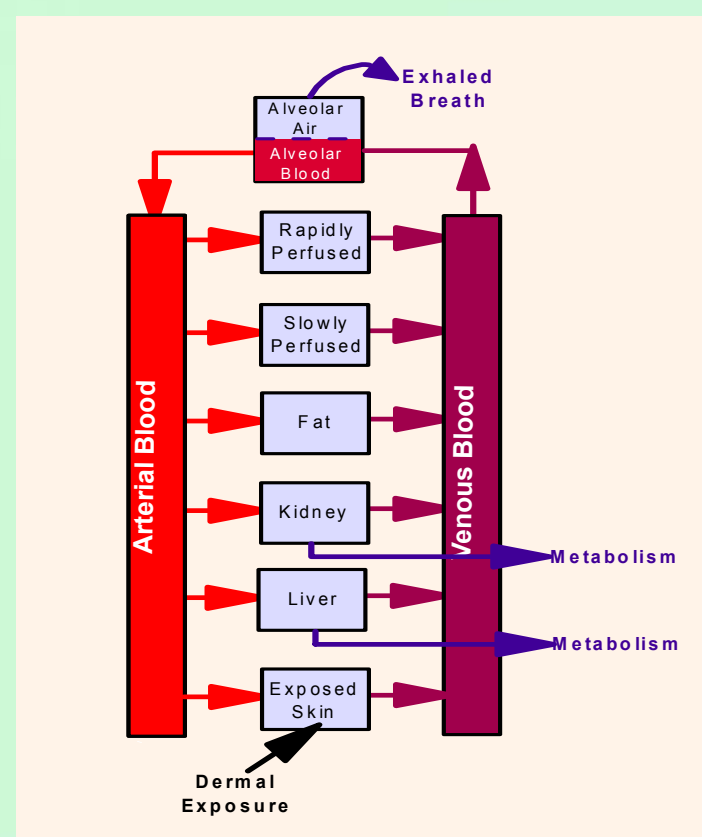 Exhaled
Breath
Alveolar
Air
Alveolar
Blood
Rapidly
Perfused
Slowly
Perfused
Fat
Arterial Blood
Venous Blood
Kidney
Metabolism
Liver
Metabolism
Exposed
Skin
Dermal
Exposure